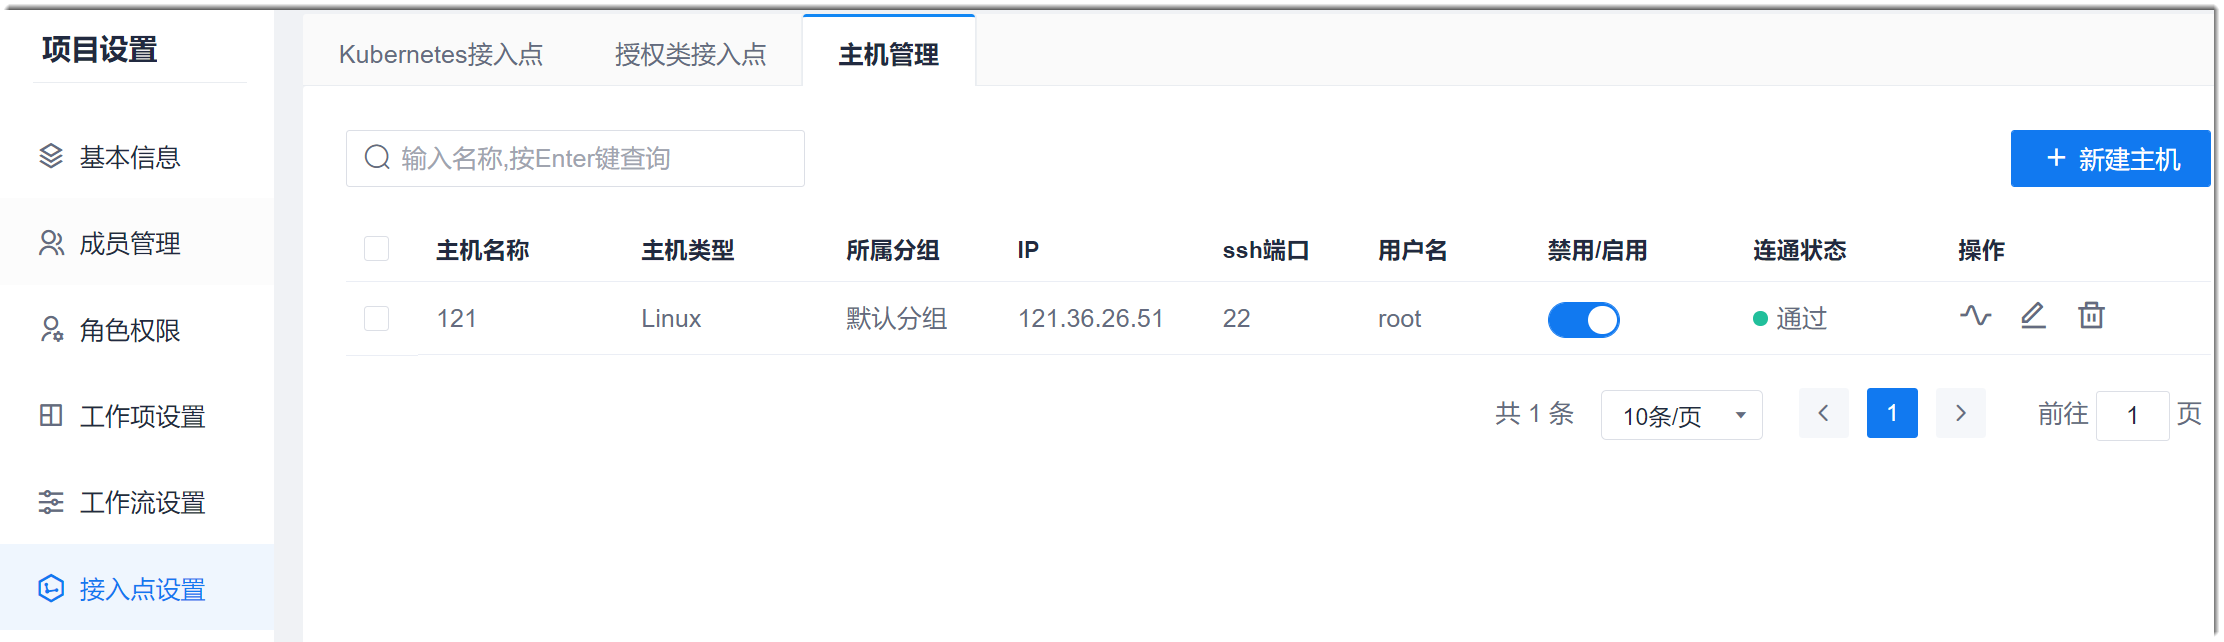 项目设置
基本信息
成员管理
角色权限
工作项设置
工作流设置
接入点设置
Kubernetes接入点 授权类接入点 主机管理
输入名称,按Enter键查询
+ 新建主机
主机名称 主机类型 所属分组 IP ssh端口 用户名 禁用/启用 连通状态 操作
121 Linux 默认分组 121.36.26.51 22 root 通过
共 1 条 10条/页 1 前往 1 页